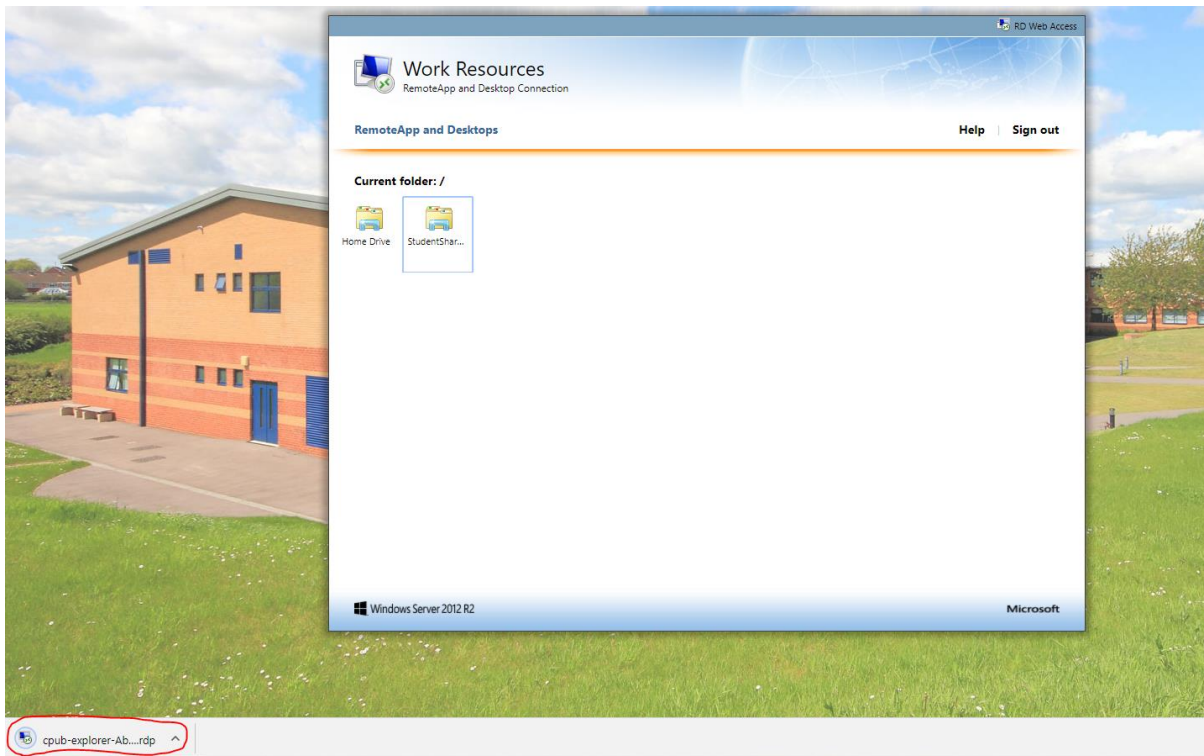 RD Web Access
Work Resources
RemoteApp and Desktop Connection
RemoteApp and Desktops
Help | Sign out
Current folder: /
Home Drive
StudentShar...
Windows Server 2012 R2
Microsoft
cpub-explorer-Ab....rdp